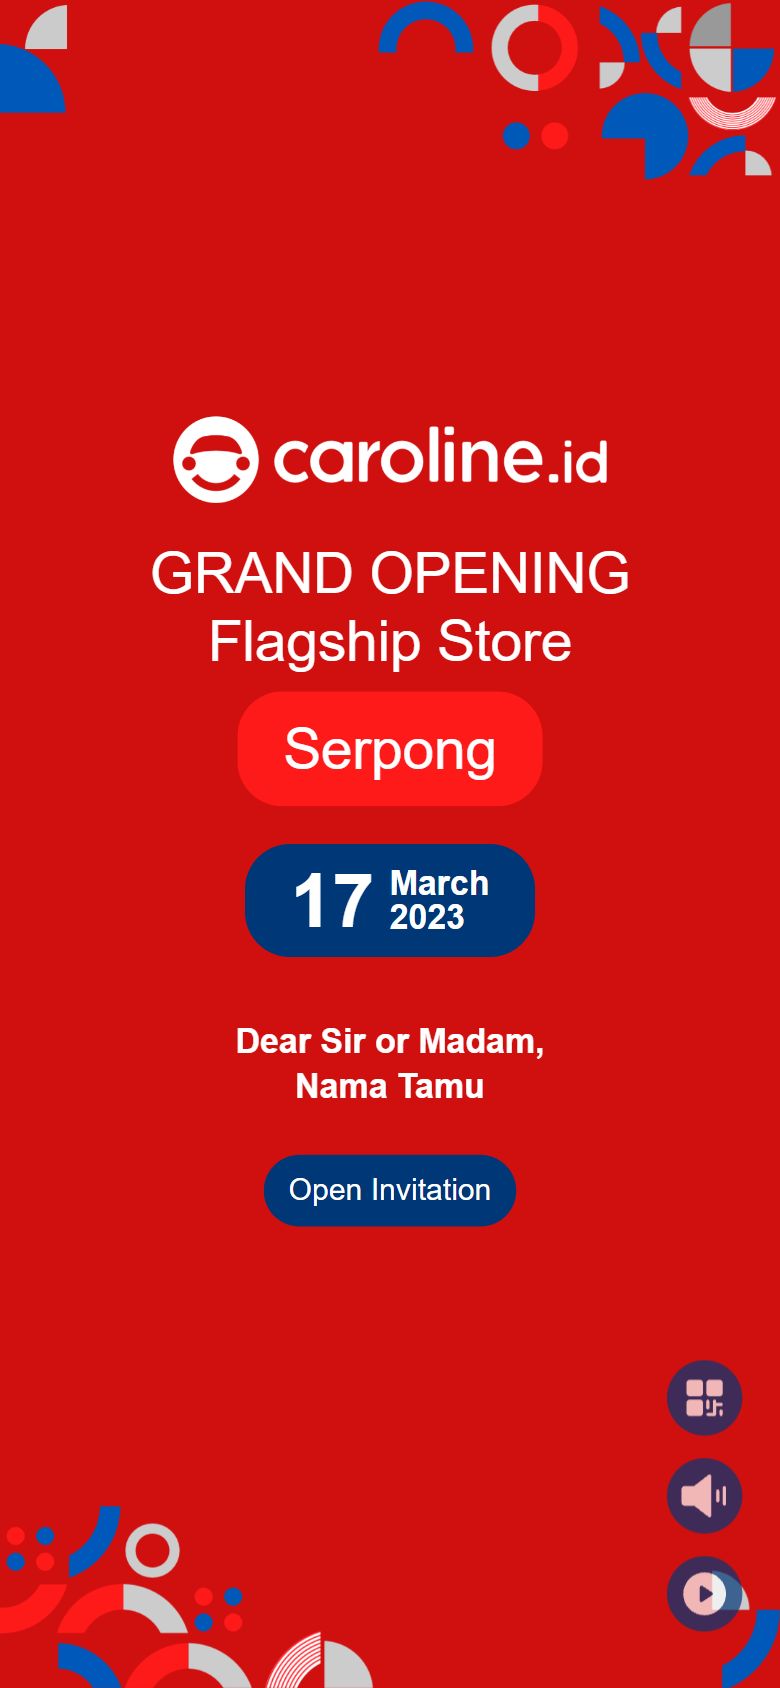 caroline.id
GRAND OPENING
Flagship Store
Serpong
17 March
2023
Dear Sir or Madam,
Nama Tamu
Open Invitation